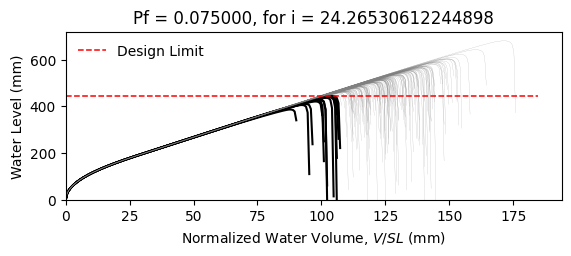 Pf = 0.075000, for i = 24.26530612244898
Design Limit
Water Level (mm)
600
400
200
0
0 25 50 75 100 125 150 175
Normalized Water Volume, V/SL (mm)